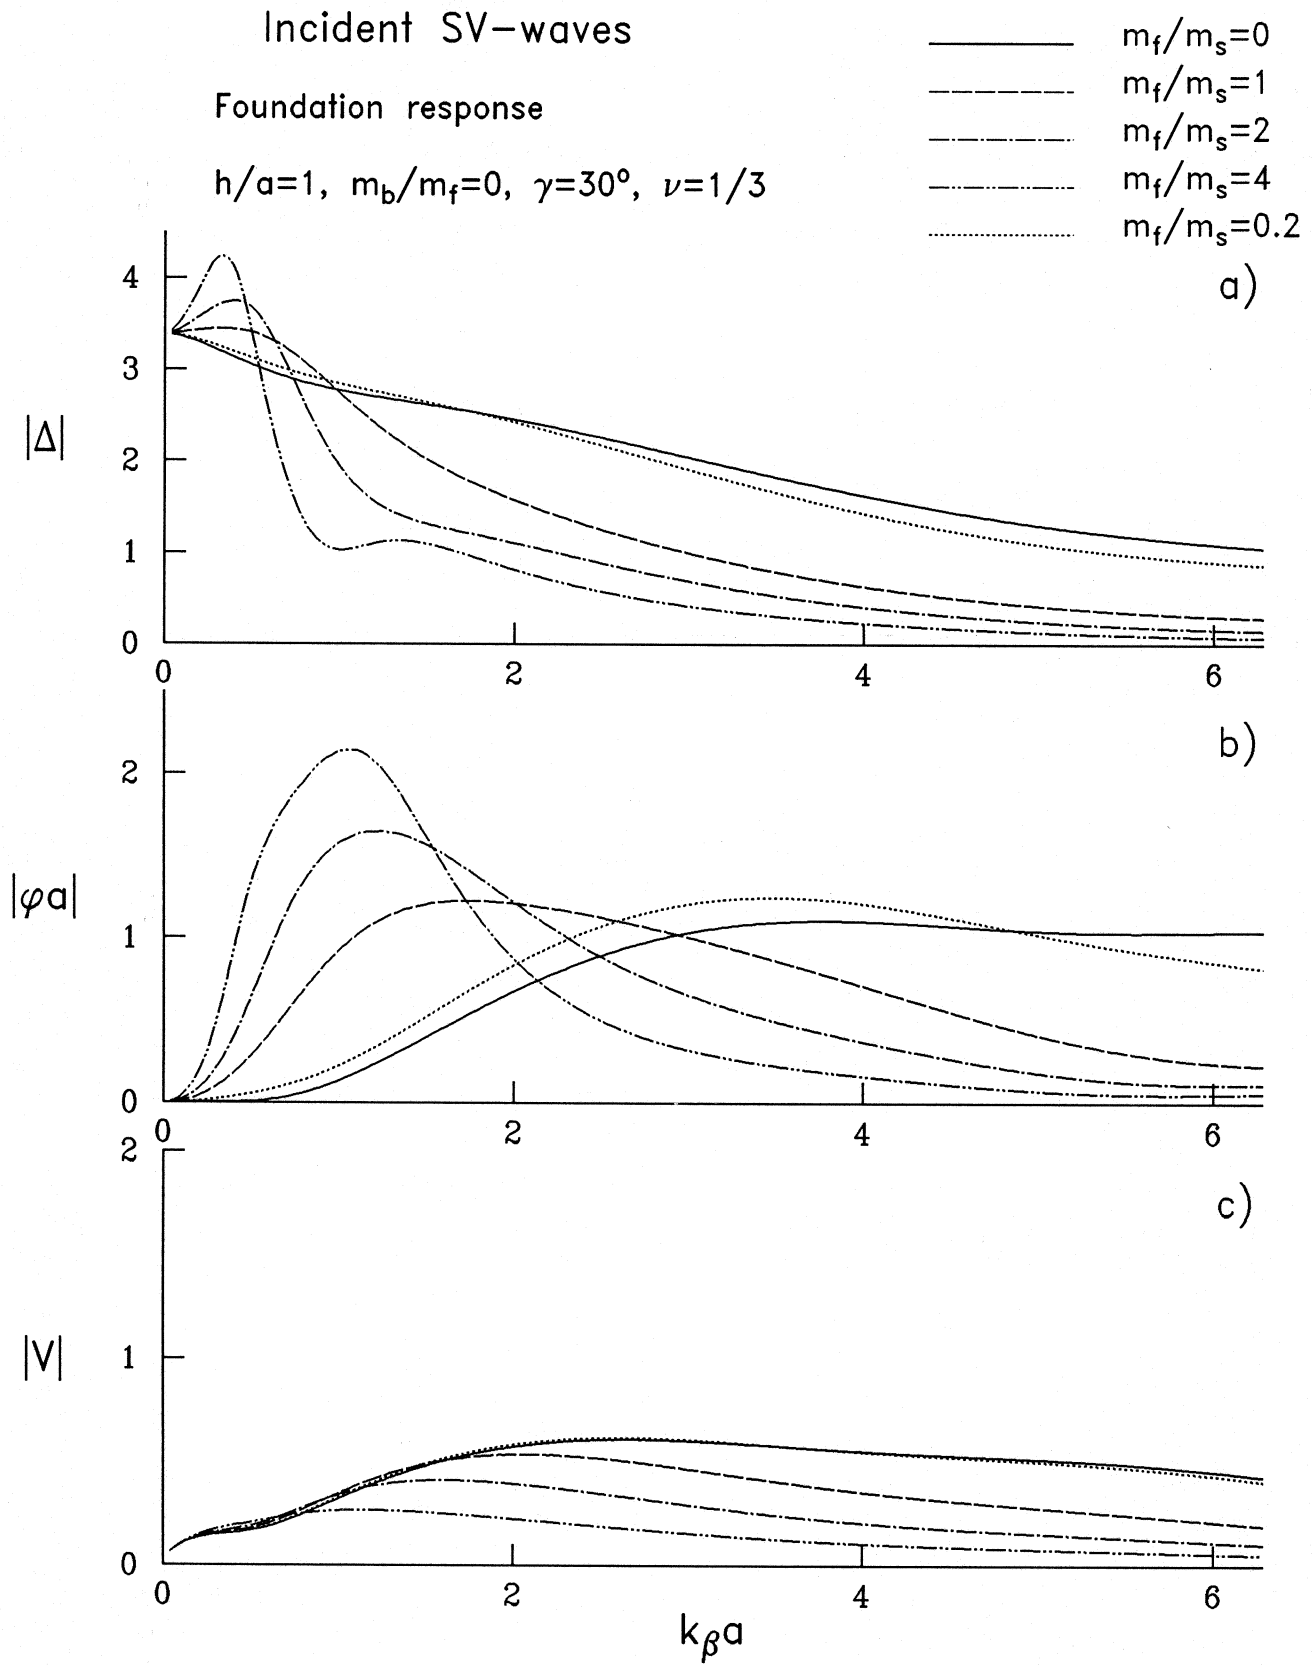 Incident SV-waves
Foundation response
h/a=1, m_b/m_f=0, γ=30°, ν=1/3
m_f/m_s=0
m_f/m_s=1
m_f/m_s=2
m_f/m_s=4
m_f/m_s=0.2
a)
4
3
2
1
0
|Δ|
0 2 4 6
b)
2
1
0
|φa|
0 2 4 6
c)
2
1
0
|V|
0 2 4 6
k_βa